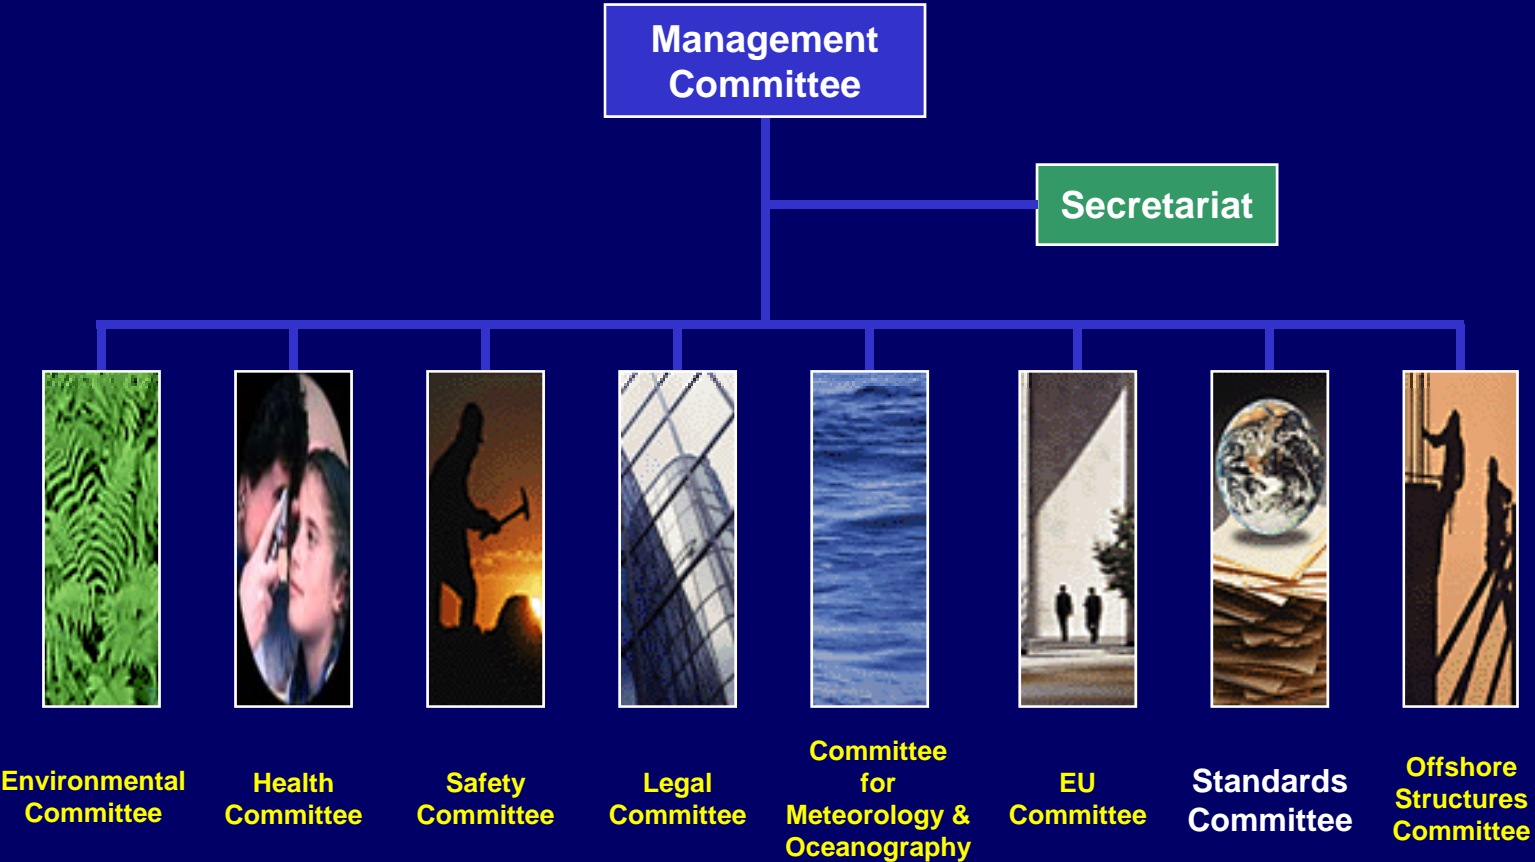 Management
Committee
Secretariat
Environmental
Committee
Health
Committee
Safety
Committee
Legal
Committee
Committee
for
Meteorology &
Oceanography
EU
Committee
Standards
Committee
Offshore
Structures
Committee